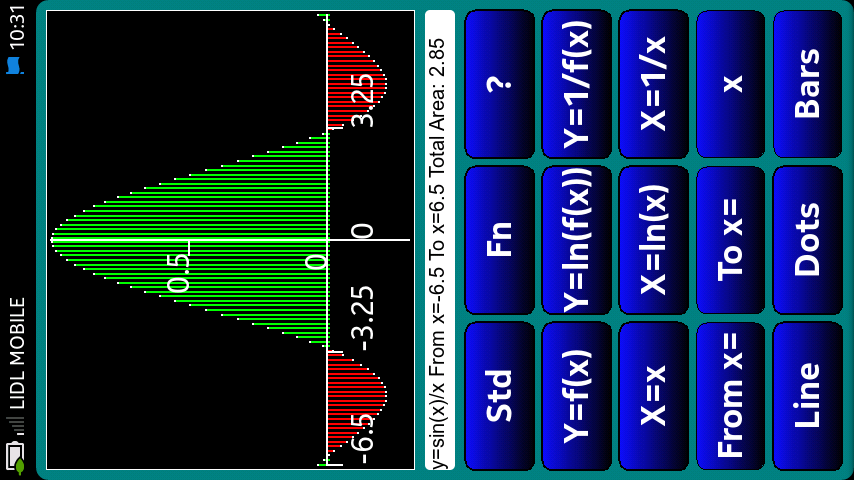 LIDL MOBILE 10:31
0.5
0
-6.5 -3.25 0 3.25
y=sin(x)/x From x=-6.5 To x=6.5 Total Area: 2.85
Std Fn ?
Y=f(x) Y=ln(f(x)) Y=1/f(x)
X=x X=ln(x) X=1/x
From x= To x= x
Line Dots Bars